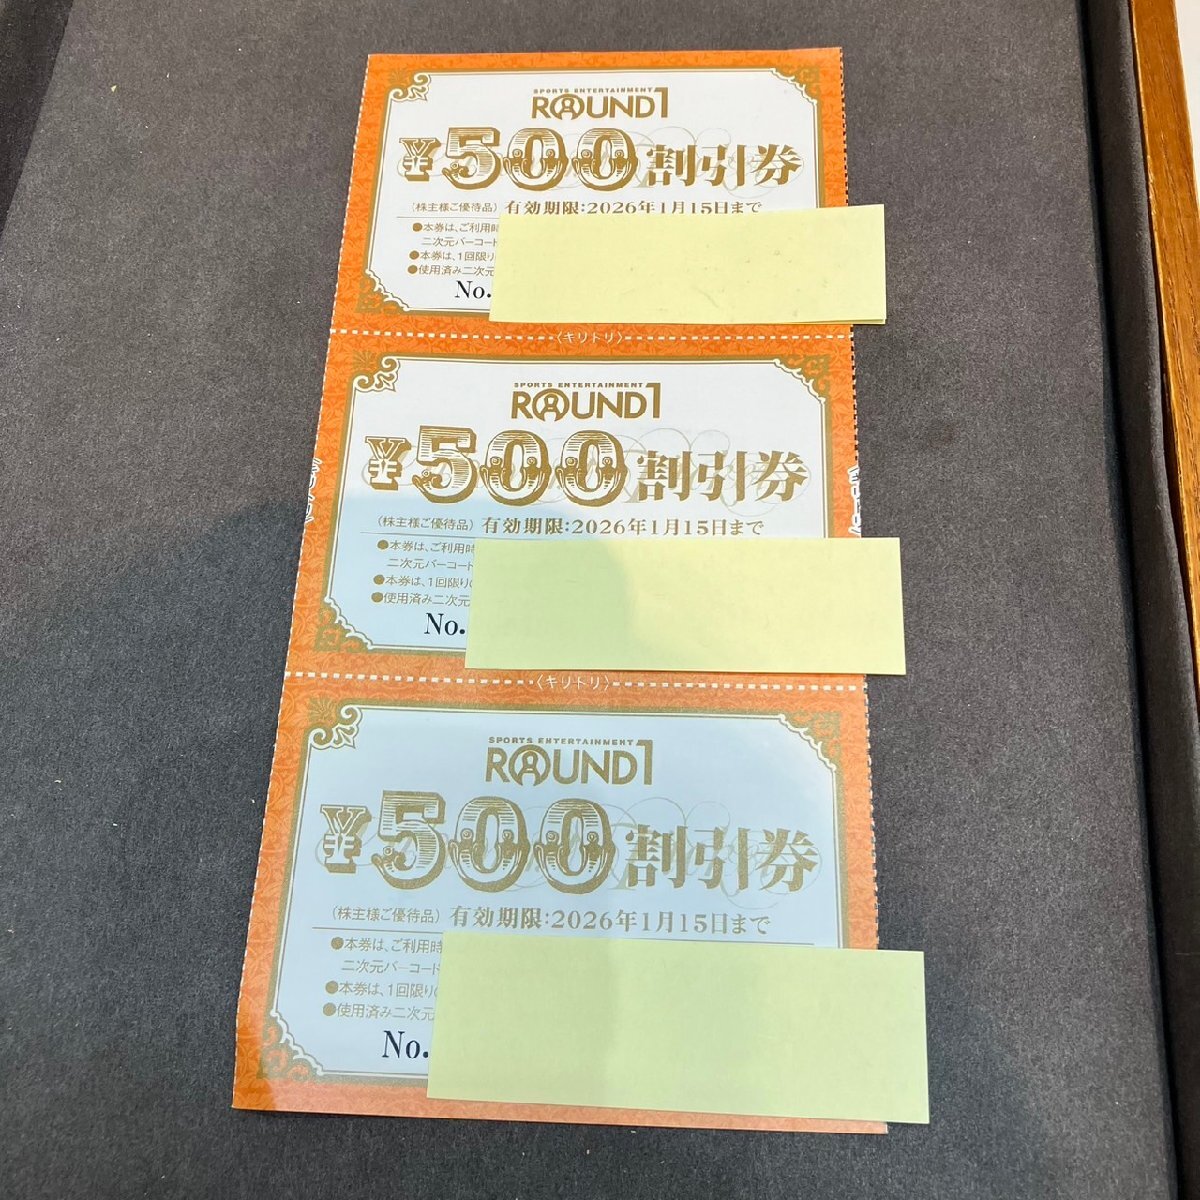 SPORTS ENTERTAINMENT
ROUND1
¥500割引券
(株主様ご優待品) 有効期限:2026年1月15日まで
●本券は、ご利用時
二次元バーコード
●本券は、1回限り
●使用済み二次元
No.
〈キリトリ〉
SPORTS ENTERTAINMENT
ROUND1
¥500割引券
(株主様ご優待品) 有効期限:2026年1月15日まで
●本券は、ご利用時
二次元バーコード
●本券は、1回限りの
●使用済み二次元
No.
〈キリトリ〉
SPORTS ENTERTAINMENT
ROUND1
¥500割引券
(株主様ご優待品) 有効期限:2026年1月15日まで
●本券は、ご利用時
二次元バーコード
●本券は、1回限りの
●使用済み二次元
No.